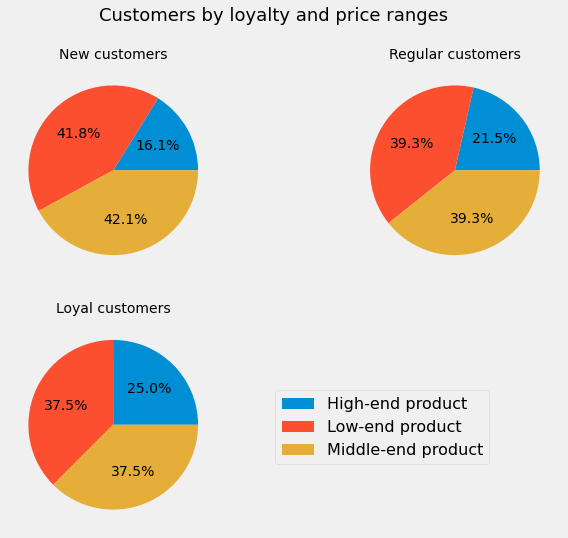 Customers by loyalty and price ranges
New customers
41.8%
16.1%
42.1%
Regular customers
39.3%
21.5%
39.3%
Loyal customers
37.5%
25.0%
37.5%
High-end product
Low-end product
Middle-end product